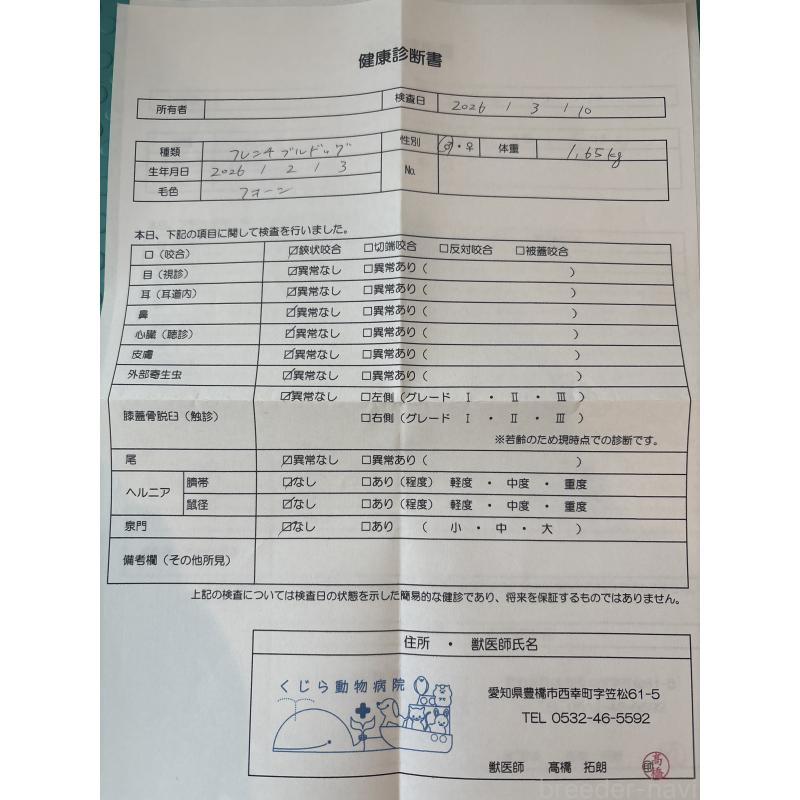 健康診断書
所有者 検査日 2026 / 3 / 10
種類 フレンチブルドッグ 性別 ♂・♀ 体重 1.65kg
生年月日 2026 / 2 / 3 No.
毛色 フォーン
本日、下記の項目に関して検査を行いました。
口（咬合） ☑鋏状咬合 □切端咬合 □反対咬合 □被蓋咬合
目（視診） ☑異常なし □異常あり（ ）
耳（耳道内） ☑異常なし □異常あり（ ）
鼻 ☑異常なし □異常あり（ ）
心臓（聴診） ☑異常なし □異常あり（ ）
皮膚 ☑異常なし □異常あり（ ）
外部寄生虫 ☑異常なし □異常あり（ ）
膝蓋骨脱臼（触診） ☑異常なし □左側（グレード Ⅰ ・ Ⅱ ・ Ⅲ ）
□右側（グレード Ⅰ ・ Ⅱ ・ Ⅲ ）
※若齢のため現時点での診断です。
尾 ☑異常なし □異常あり（ ）
ヘルニア 臍帯 ☑なし □あり（程度） 軽度 ・ 中度 ・ 重度
鼠径 ☑なし □あり（程度） 軽度 ・ 中度 ・ 重度
泉門 ☑なし □あり （ 小 ・ 中 ・ 大 ）
備考欄（その他所見）
上記の検査については検査日の状態を示した簡易的な健診であり、将来を保証するものではありません。
住所 ・ 獣医師氏名
くじら動物病院
愛知県豊橋市西幸町字笠松61-5
TEL 0532-46-5592
獣医師 髙橋 拓朗 印 髙橋
breeder-navi